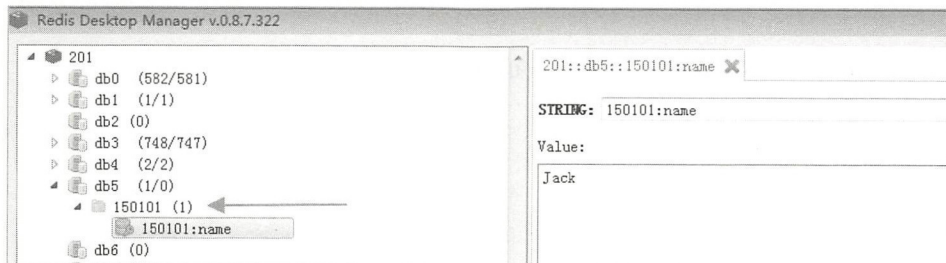 Redis Desktop Manager v.0.8.7.322
201
db0 (582/581)
db1 (1/1)
db2 (0)
db3 (748/747)
db4 (2/2)
db5 (1/0)
150101 (1)
150101:name
db6 (0)
201::db5::150101:name
STRING: 150101:name
Value:
Jack